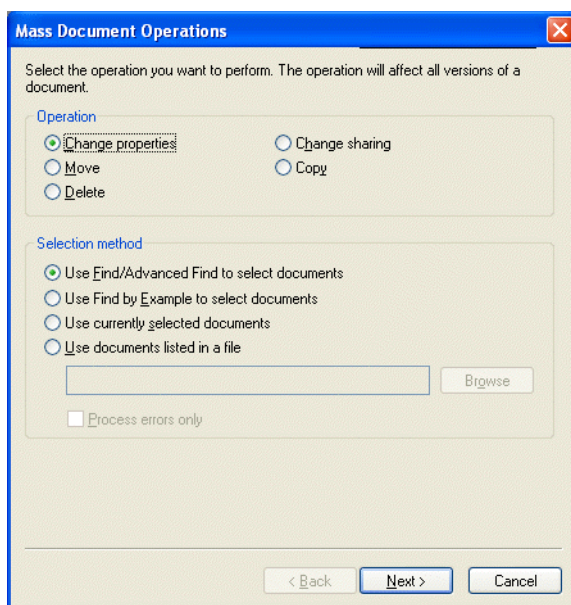 Mass Document Operations
Select the operation you want to perform. The operation will affect all versions of a
document.
Operation
Change properties
Change sharing
Move
Copy
Delete
Selection method
Use Find/Advanced Find to select documents
Use Find by Example to select documents
Use currently selected documents
Use documents listed in a file
Browse
Process errors only
< Back
Next >
Cancel